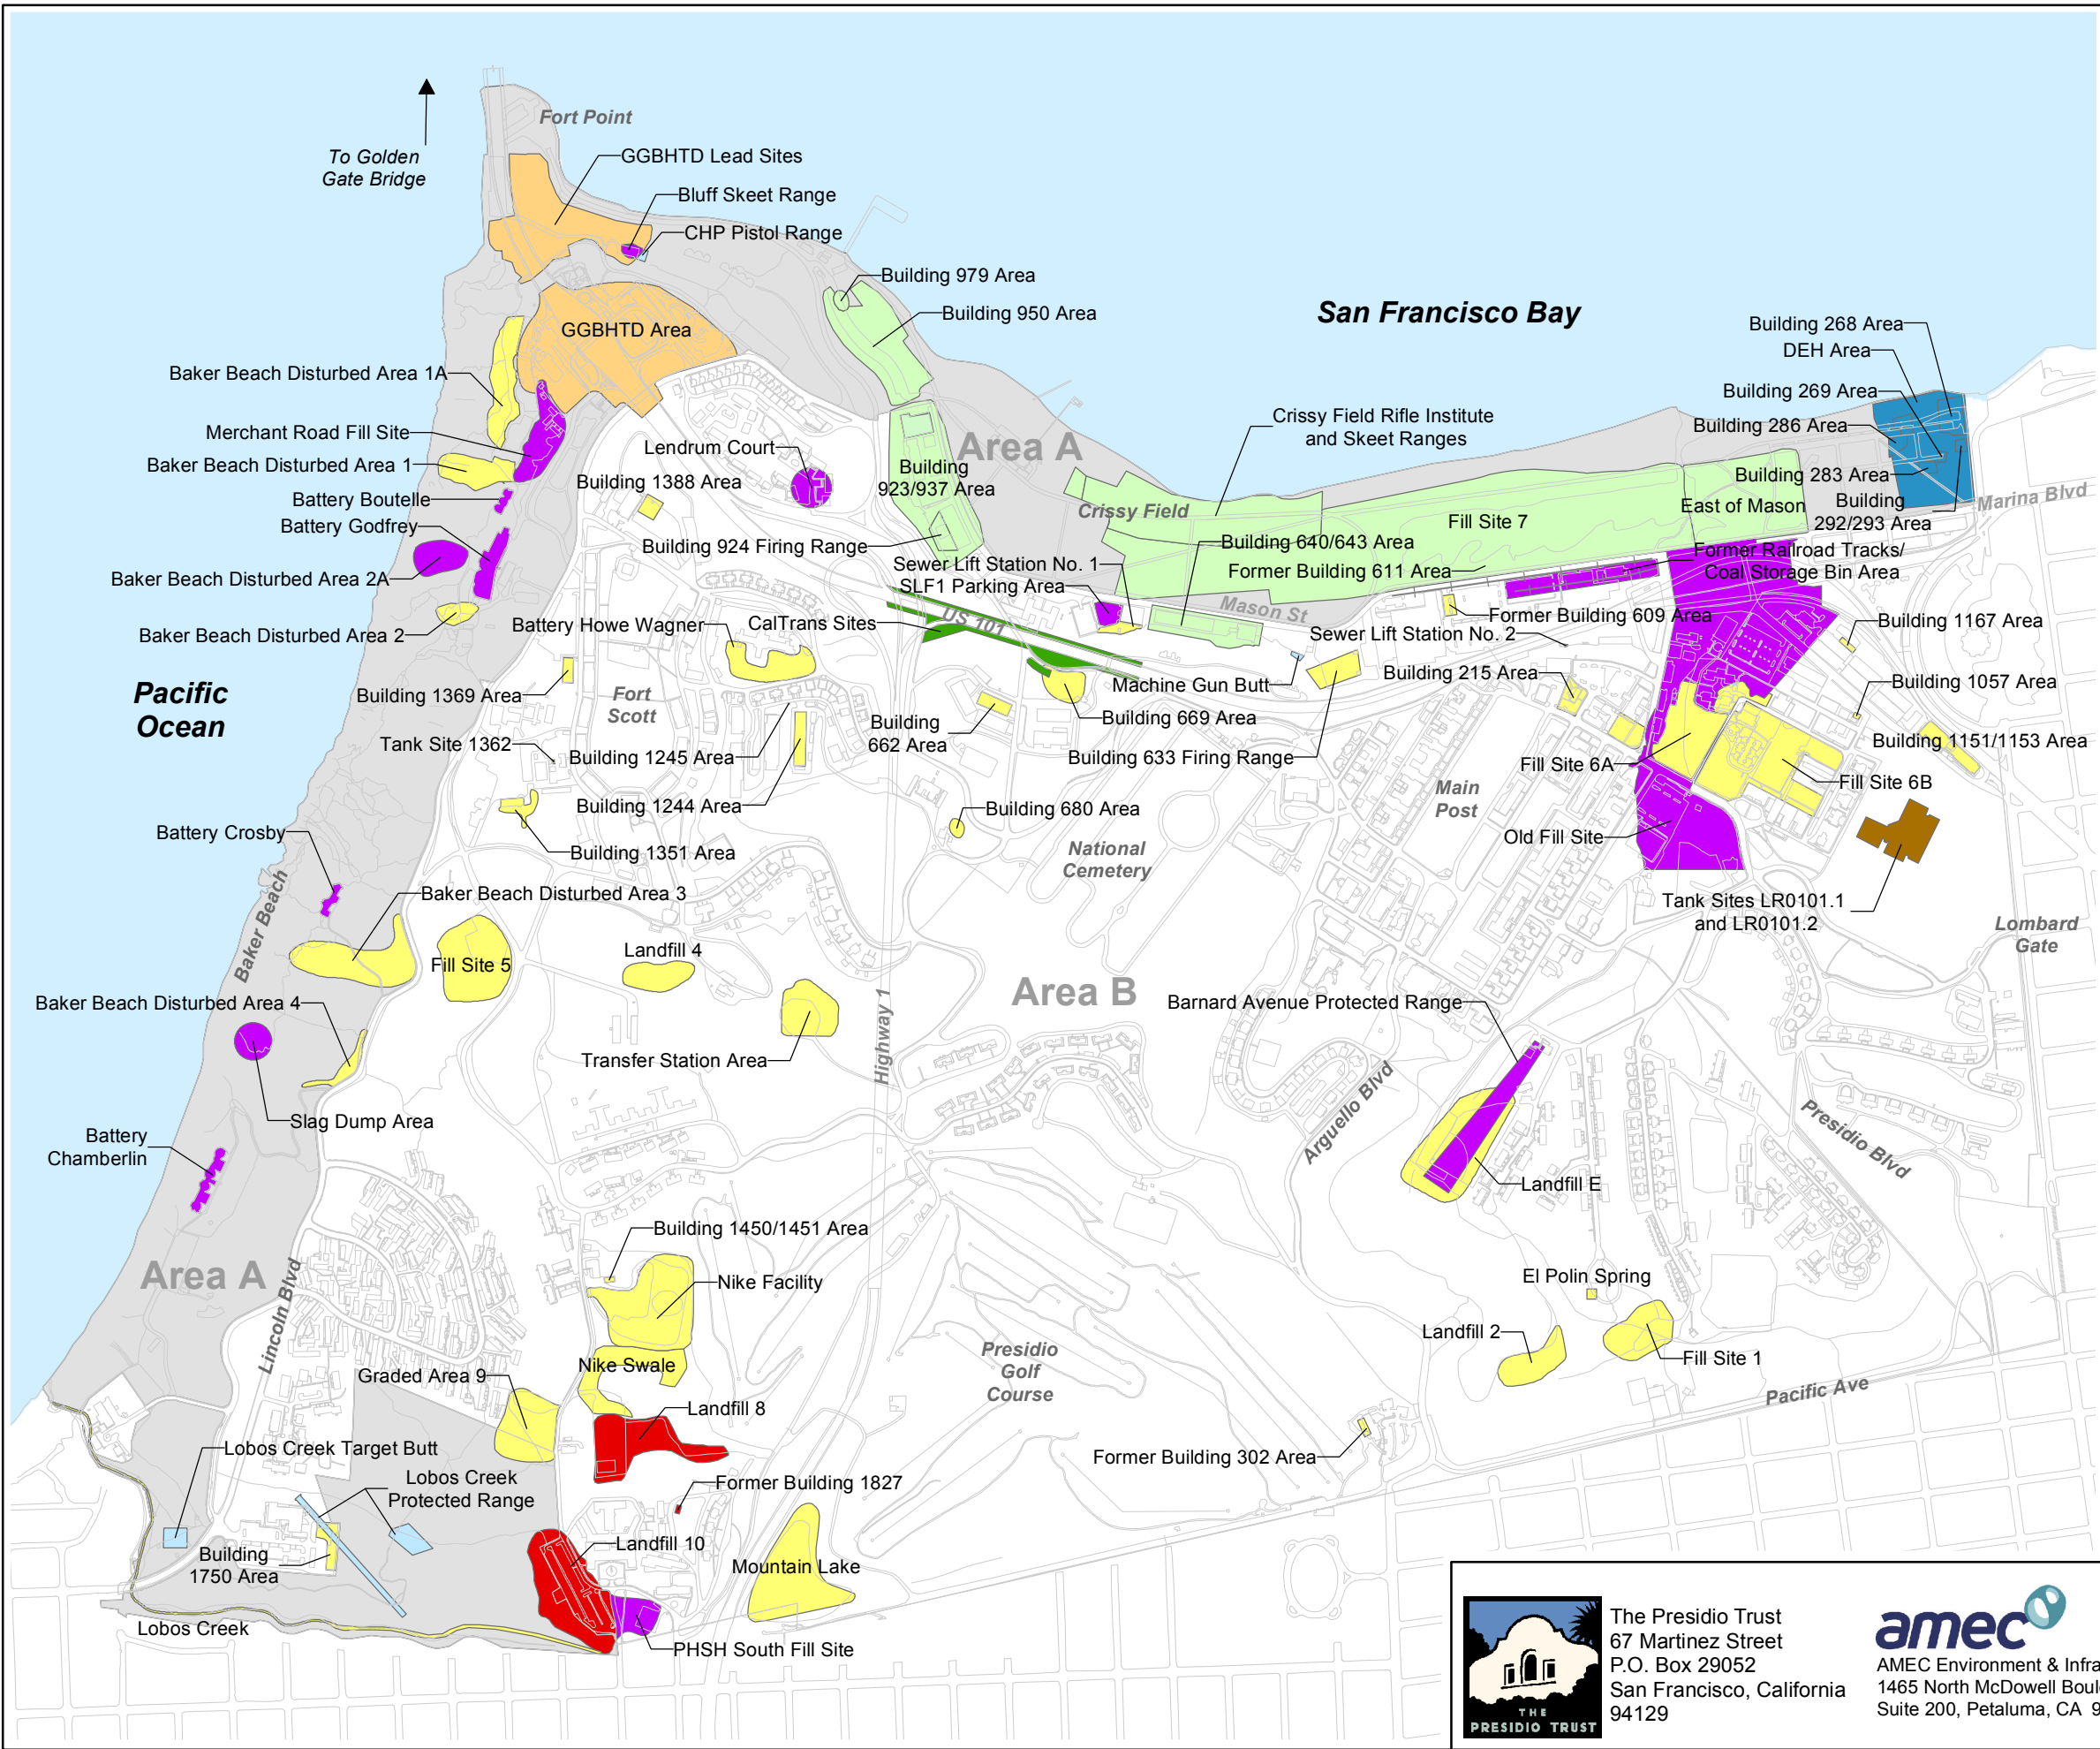 Fort Point
To Golden
Gate Bridge
GGBHTD Lead Sites
Bluff Skeet Range
CHP Pistol Range
Building 979 Area
Building 950 Area
San Francisco Bay
GGBHTD Area
Building 268 Area
DEH Area
Building 269 Area
Building 286 Area
Building 283 Area
Building
292/293 Area
Marina Blvd
Baker Beach Disturbed Area 1A
Merchant Road Fill Site
Baker Beach Disturbed Area 1
Battery Boutelle
Battery Godfrey
Baker Beach Disturbed Area 2A
Baker Beach Disturbed Area 2
Lendrum Court
Building 1388 Area
Building
923/937 Area
Area A
Crissy Field Rifle Institute
and Skeet Ranges
Crissy Field
Fill Site 7
East of Mason
Building 924 Firing Range
Building 640/643 Area
Sewer Lift Station No. 1
Former Building 611 Area
SLF1 Parking Area
Former Railroad Tracks/
Coal Storage Bin Area
Mason St
US 101
Battery Howe Wagner
CalTrans Sites
Former Building 609 Area
Sewer Lift Station No. 2
Building 1167 Area
Pacific
Ocean
Building 1369 Area
Fort
Scott
Machine Gun Butt
Building 215 Area
Building 1057 Area
Building
662 Area
Building 669 Area
Tank Site 1362
Building 1245 Area
Building 633 Firing Range
Fill Site 6A
Building 1151/1153 Area
Fill Site 6B
Main
Post
Building 1244 Area
Building 680 Area
Battery Crosby
Building 1351 Area
National
Cemetery
Old Fill Site
Baker Beach
Baker Beach Disturbed Area 3
Tank Sites LR0101.1
and LR0101.2
Lombard
Gate
Fill Site 5
Landfill 4
Area B
Baker Beach Disturbed Area 4
Barnard Avenue Protected Range
Transfer Station Area
Highway 1
Arguello Blvd
Slag Dump Area
Presidio Blvd
Battery
Chamberlin
Landfill E
Building 1450/1451 Area
Area A
Lincoln Blvd
Nike Facility
El Polin Spring
Landfill 2
Fill Site 1
Nike Swale
Presidio
Golf
Course
Graded Area 9
Pacific Ave
Landfill 8
Lobos Creek Target Butt
Former Building 302 Area
Lobos Creek
Protected Range
Former Building 1827
Landfill 10
Building
1750 Area
Mountain Lake
Lobos Creek
PHSH South Fill Site
THE
PRESIDIO TRUST
The Presidio Trust
67 Martinez Street
P.O. Box 29052
San Francisco, California
94129
amec
AMEC Environment & Infra
1465 North McDowell Boul
Suite 200, Petaluma, CA 9